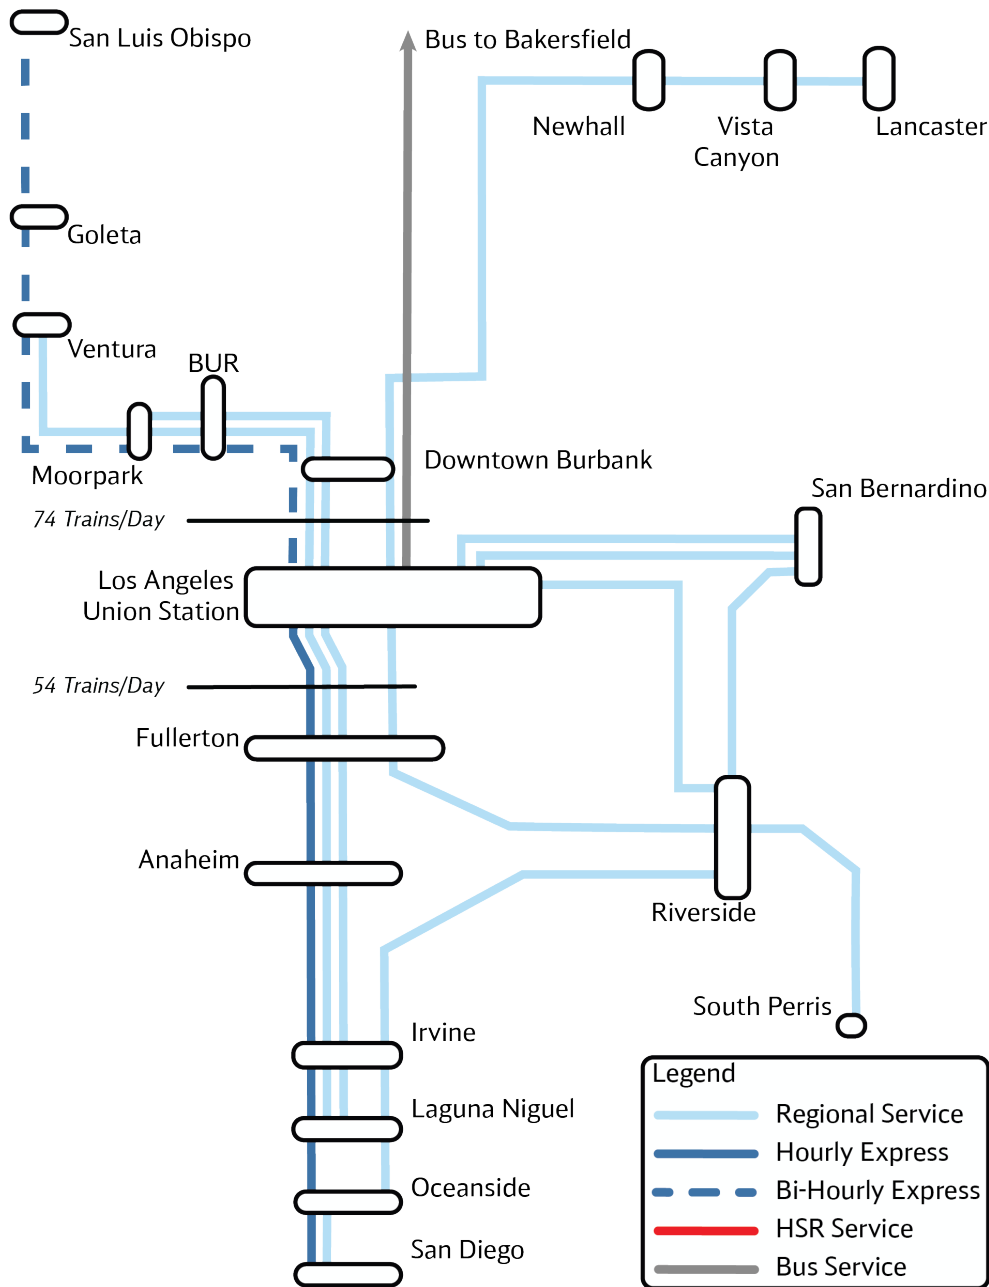 San Luis Obispo
Bus to Bakersfield
Newhall
Vista
Canyon
Lancaster
Goeta
Ventura
BUR
Moorpark
Downtown Burbank
San Bernardino
74 Trains/Day
Los Angeles
Union Station
54 Trains/Day
Fullerton
Anaheim
Riverside
South Perris
Irvine
Laguna Niguel
Oceanside
San Diego
Legend
Regional Service
Hourly Express
Bi-Hourly Express
HSR Service
Bus Service